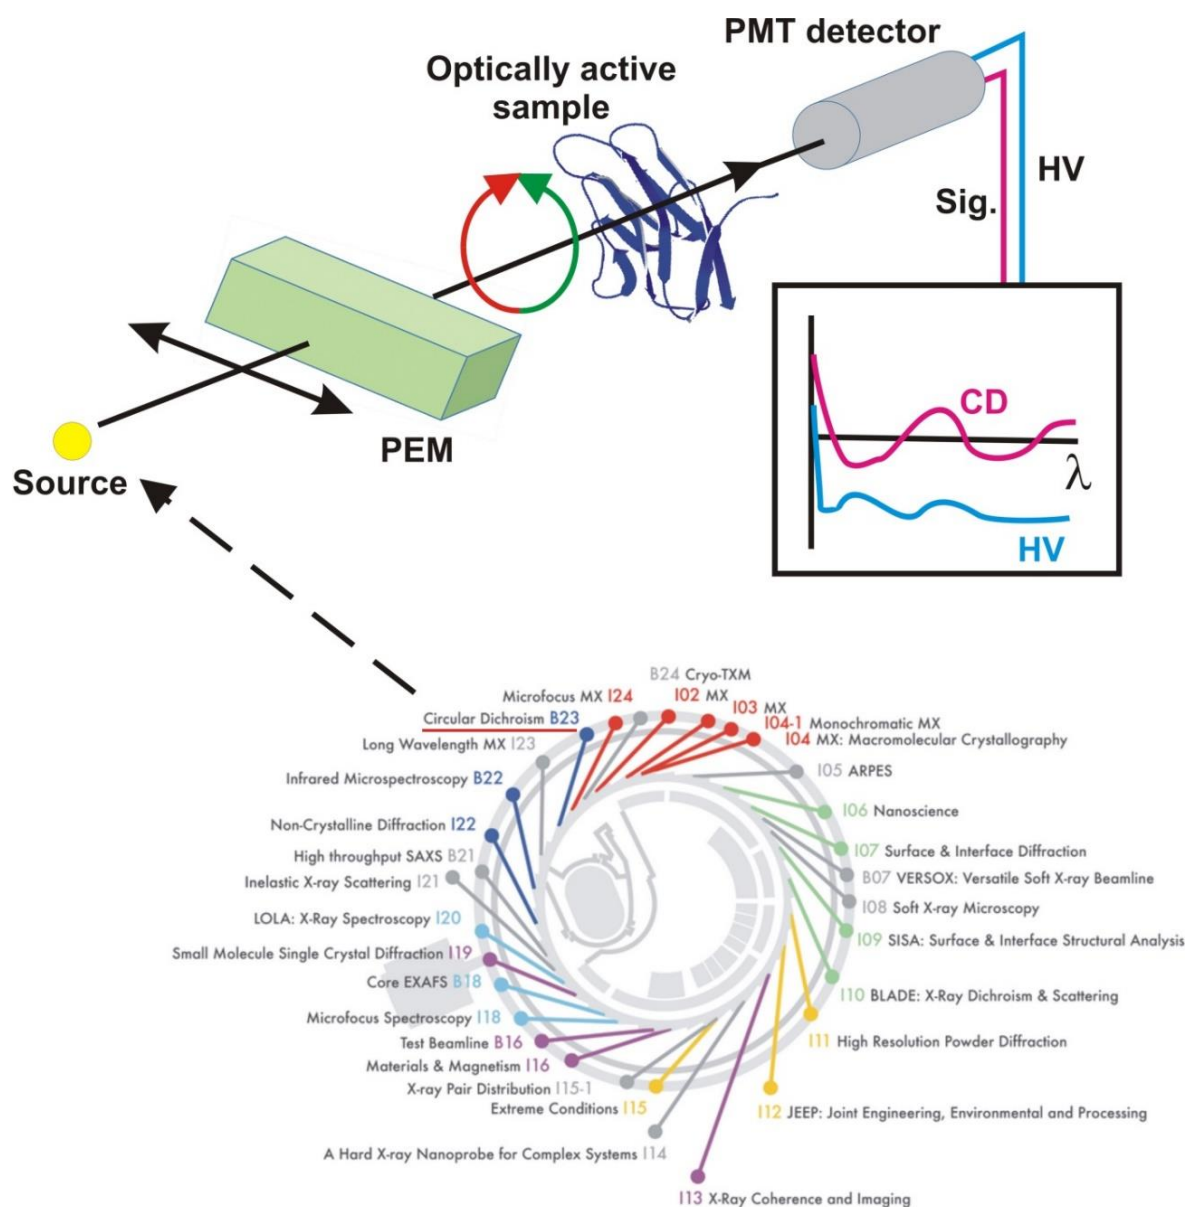 PMT detector
Optically active
sample
HV
Sig.
PEM
Source
CD
λ
HV
B24 Cryo-TXM
Microfocus MX I24
I02 MX
I03 MX
Circular Dichroism B23
I04-1 Monochromatic MX
Long Wavelength MX I23
I04 MX: Macromolecular Crystallography
I05 ARPES
Infrared Microspectroscopy B22
I06 Nanoscience
Non-Crystalline Diffraction I22
I07 Surface & Interface Diffraction
High throughput SAXS B21
B07 VERSOX: Versatile Soft X-ray Beamline
Inelastic X-ray Scattering I21
I08 Soft X-ray Microscopy
LOLA: X-Ray Spectroscopy I20
I09 SISA: Surface & Interface Structural Analysis
Small Molecule Single Crystal Diffraction I19
Core EXAFS B18
I10 BLADE: X-Ray Dichroism & Scattering
Microfocus Spectroscopy I18
Test Beamline B16
I11 High Resolution Powder Diffraction
Materials & Magnetism I16
X-ray Pair Distribution I15-1
Extreme Conditions I15
I12 JEEP: Joint Engineering, Environmental and Processing
A Hard X-ray Nanoprobe for Complex Systems I14
I13 X-Ray Coherence and Imaging